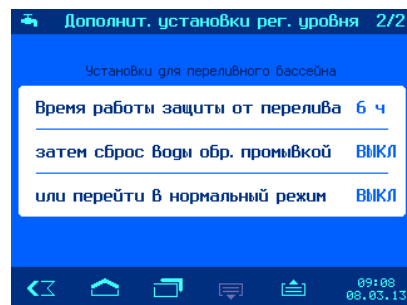 Дополнит. установки рег. уровня 2/2
Установки для переливного бассейна
Время работы защиты от перелива 6 ч
затем сброс воды обр. промывкой ВЫКЛ
или перейти в нормальный режим ВЫКЛ
09:08
08.03.13